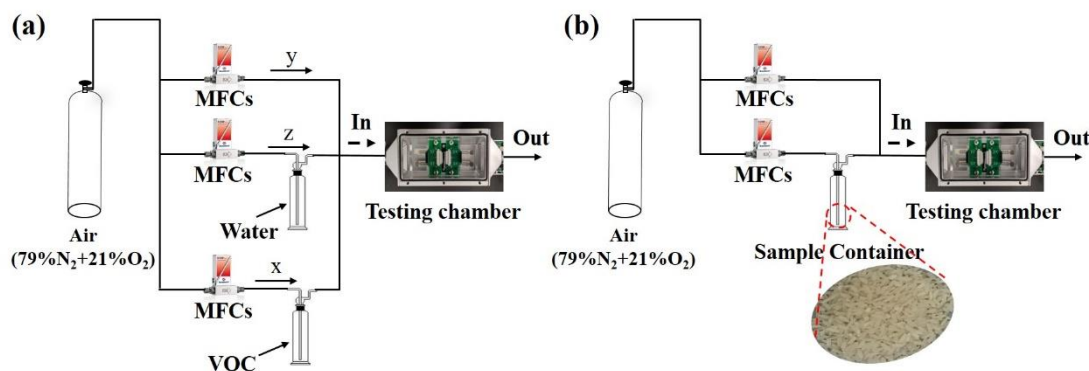 (a)
y
MFCs
z
MFCs
In
Out
Water
Testing chamber
Air
(79%N₂+21%O₂)
x
MFCs
VOC
(b)
MFCs
MFCs
In
Out
Testing chamber
Air
(79%N₂+21%O₂)
Sample Container